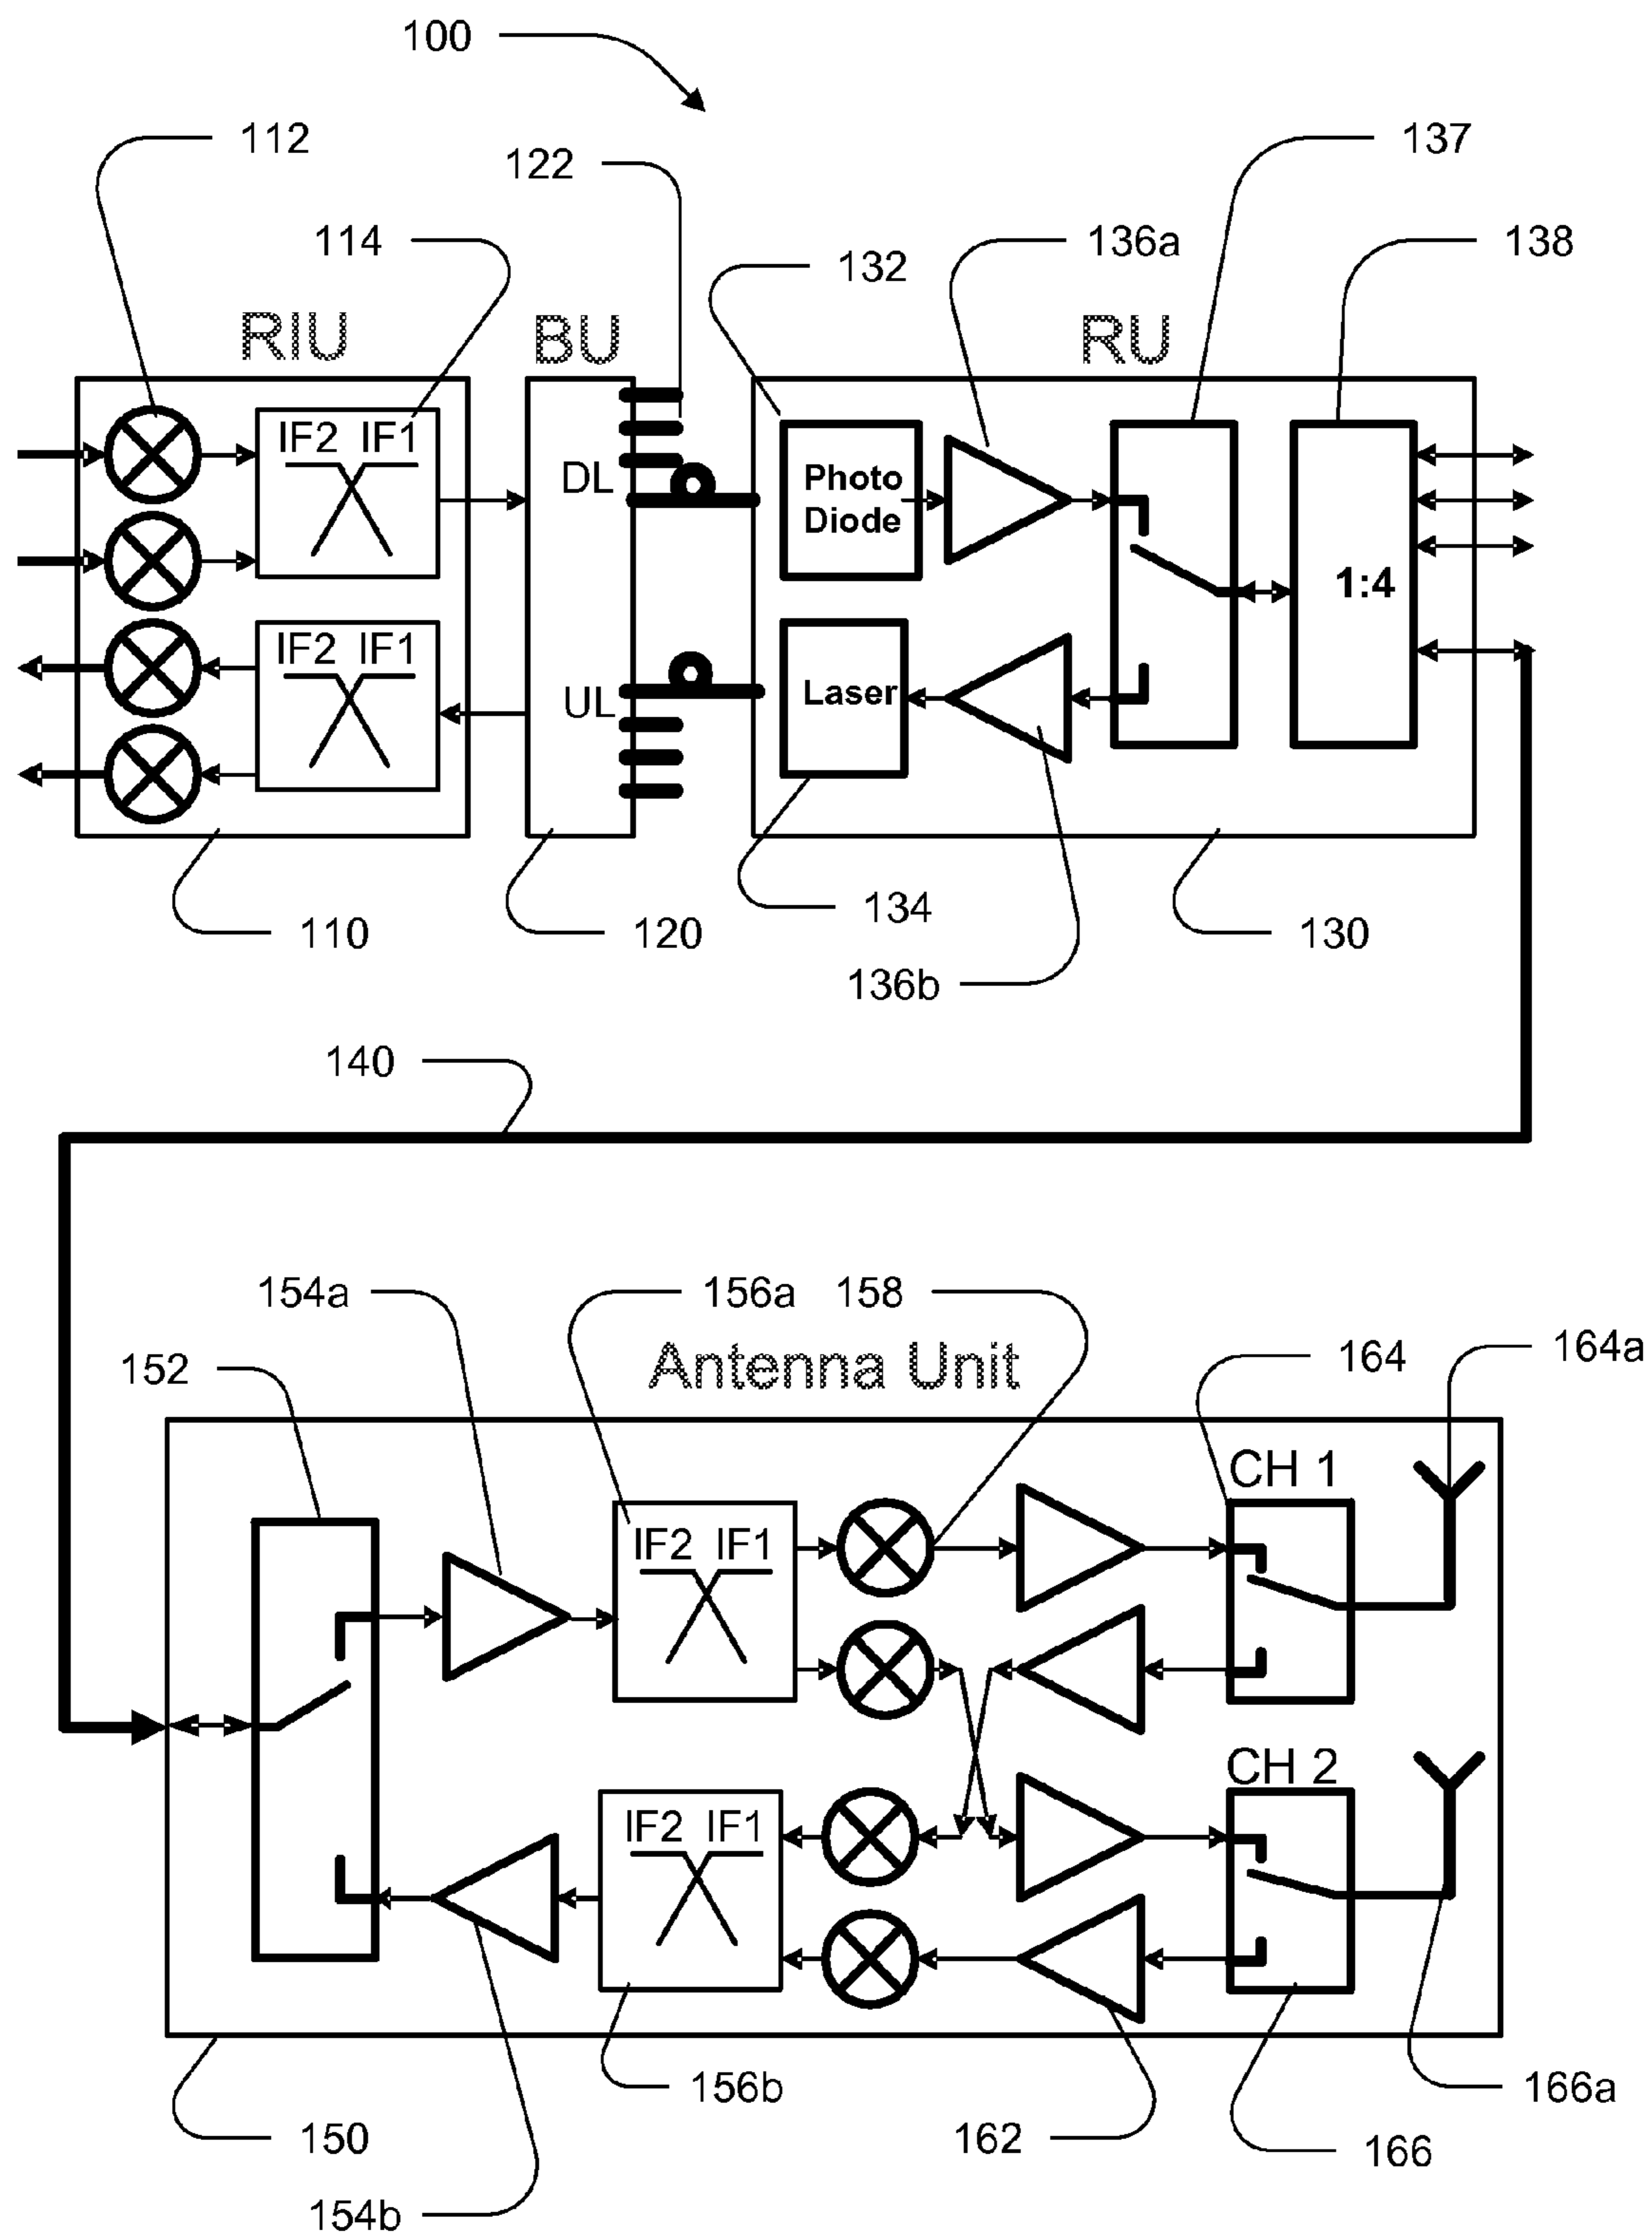 100
112
137
122
114
136a
138
132
RIU
BU
RU
IF2 IF1
DL
Photo
Diode
1:4
IF2 IF1
UL
Laser
134
110
120
130
136b
140
154a
156a
158
164a
Antenna Unit
164
152
CH 1
IF2 IF1
CH 2
IF2 IF1
156b
166a
150
162
166
154b